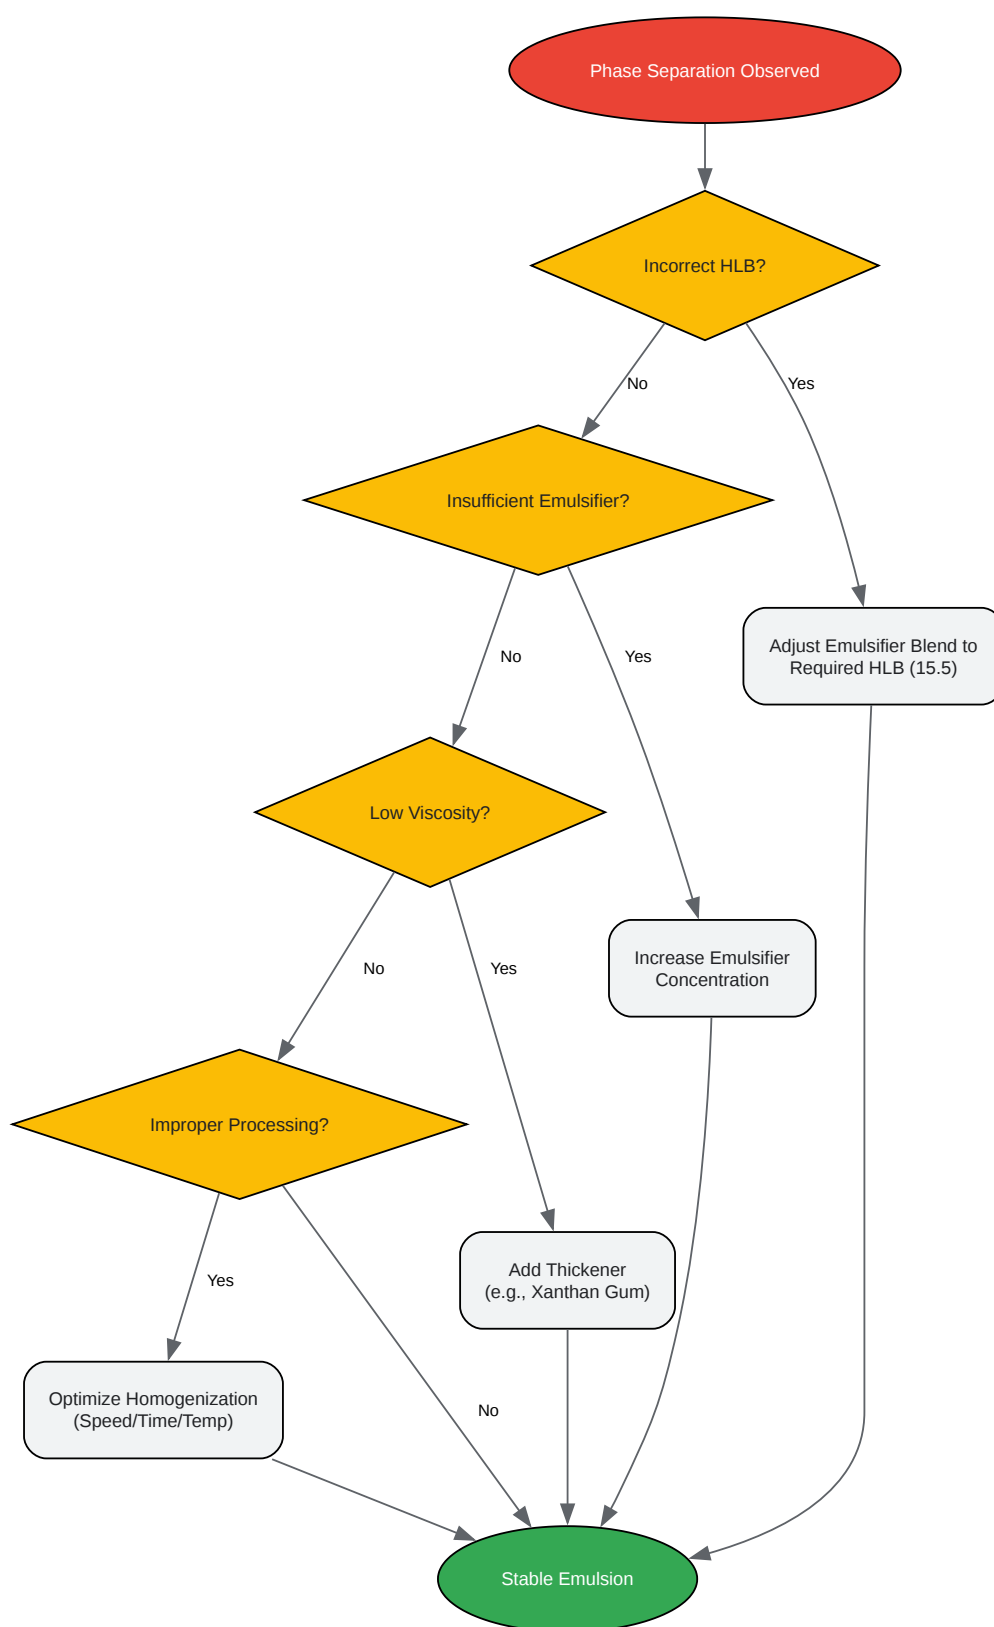 Phase Separation Observed
Incorrect HLB?
No
Yes
Insufficient Emulsifier?
No
Yes
Adjust Emulsifier Blend to
Required HLB (15.5)
Low Viscosity?
No
Yes
Increase Emulsifier
Concentration
Improper Processing?
Yes
No
Add Thickener
(e.g., Xanthan Gum)
Optimize Homogenization
(Speed/Time/Temp)
Stable Emulsion